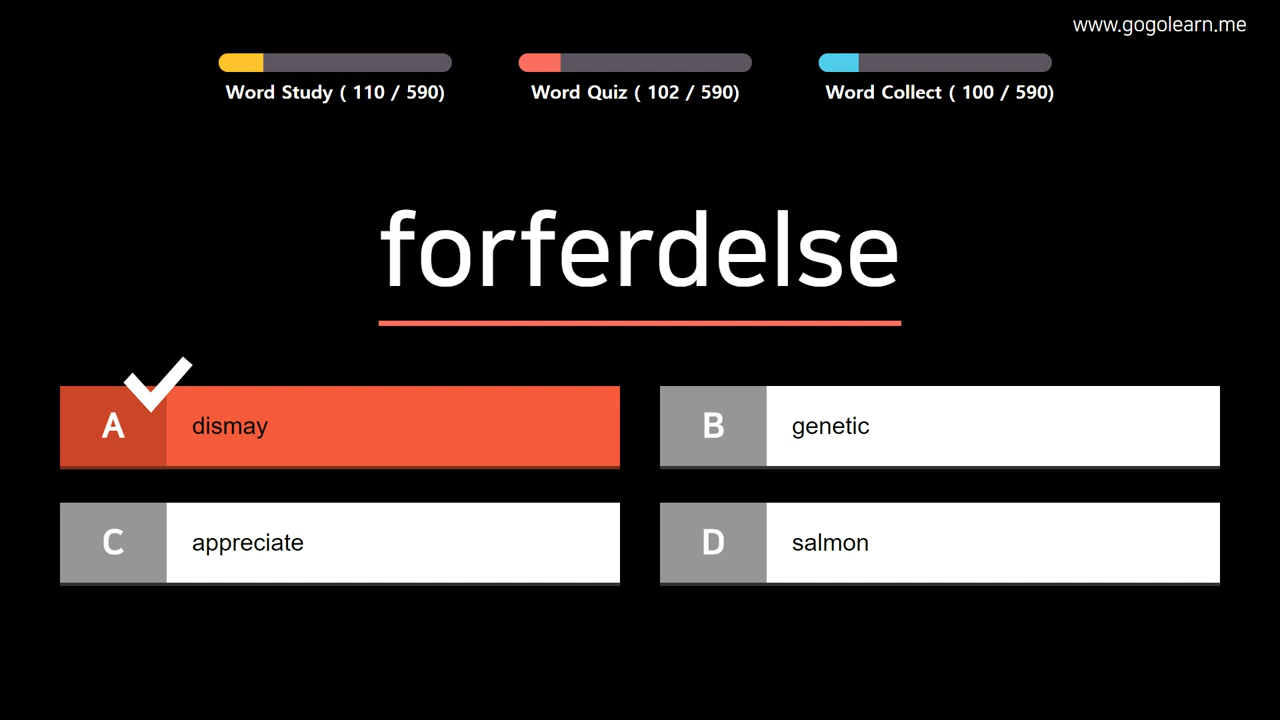 www.gogolearn.me
Word Study ( 110 / 590)
Word Quiz ( 102 / 590)
Word Collect ( 100 / 590)
forferdelse
A dismay
B genetic
C appreciate
D salmon